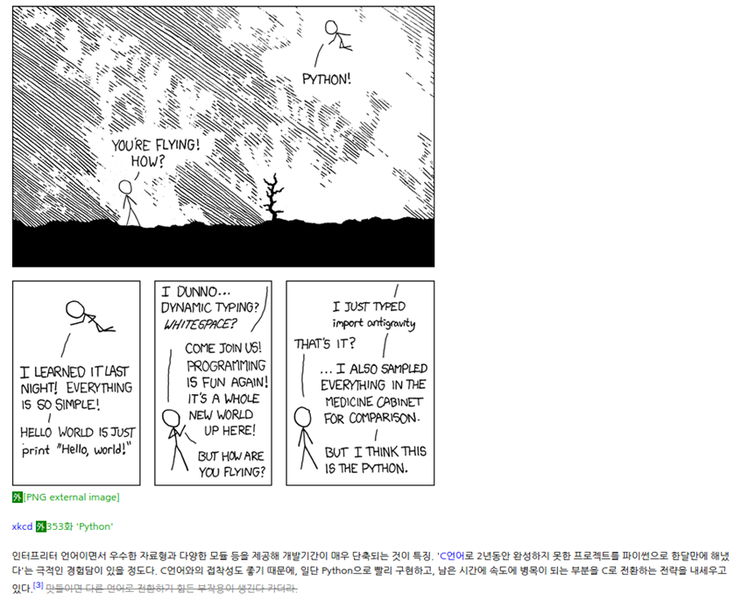 PYTHON!
YOU'RE FLYING!
HOW?
I LEARNED IT LAST
NIGHT! EVERYTHING
IS SO SIMPLE!
HELLO WORLD IS JUST
print "Hello, world!"
I DUNNO...
DYNAMIC TYPING?
WHITESPACE?
COME JOIN US!
PROGRAMMING
IS FUN AGAIN!
IT'S A WHOLE
NEW WORLD
UP HERE!
BUT HOW ARE
YOU FLYING?
I JUST TYPED
import antigravity
THAT'S IT?
... I ALSO SAMPLED
EVERYTHING IN THE
MEDICINE CABINET
FOR COMPARISON.
BUT I THINK THIS
IS THE PYTHON.
外[PNG external image]
xkcd 外353화 'Python'
인터프리터 언어이면서 우수한 자료형과 다양한 모듈 등을 제공해 개발기간이 매우 단축되는 것이 특징. 'C언어로 2년동안 완성하지 못한 프로젝트를 파이썬으로 한달만에 해냈
다'는 극적인 경험담이 있을 정도다. C언어와의 접착성도 좋기 때문에, 일단 Python으로 빨리 구현하고, 남은 시간에 속도에 병목이 되는 부분을 C로 전환하는 전략을 내세우고
있다.[3] 맛들이면 다른 언어로 전환하기 힘든 부작용이 생긴다 카더라.